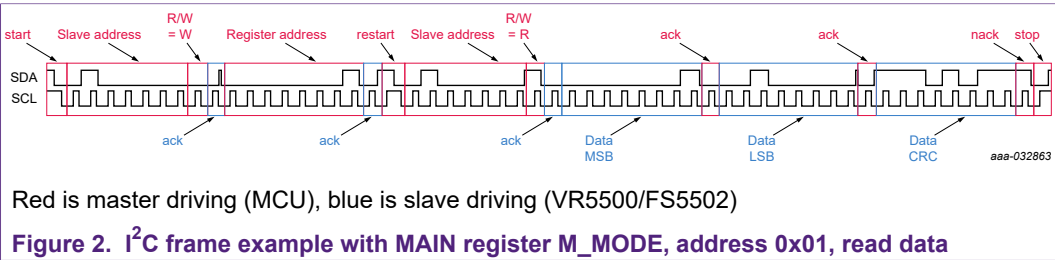 R/W
R/W
start
Slave address
= W
Register address
restart
Slave address
= R
ack
ack
nack
stop
SDA
SCL
ack
ack
ack
Data
MSB
Data
LSB
Data
CRC
aaa-032863
Red is master driving (MCU), blue is slave driving (VR5500/FS5502)
Figure 2. I²C frame example with MAIN register M_MODE, address 0x01, read data